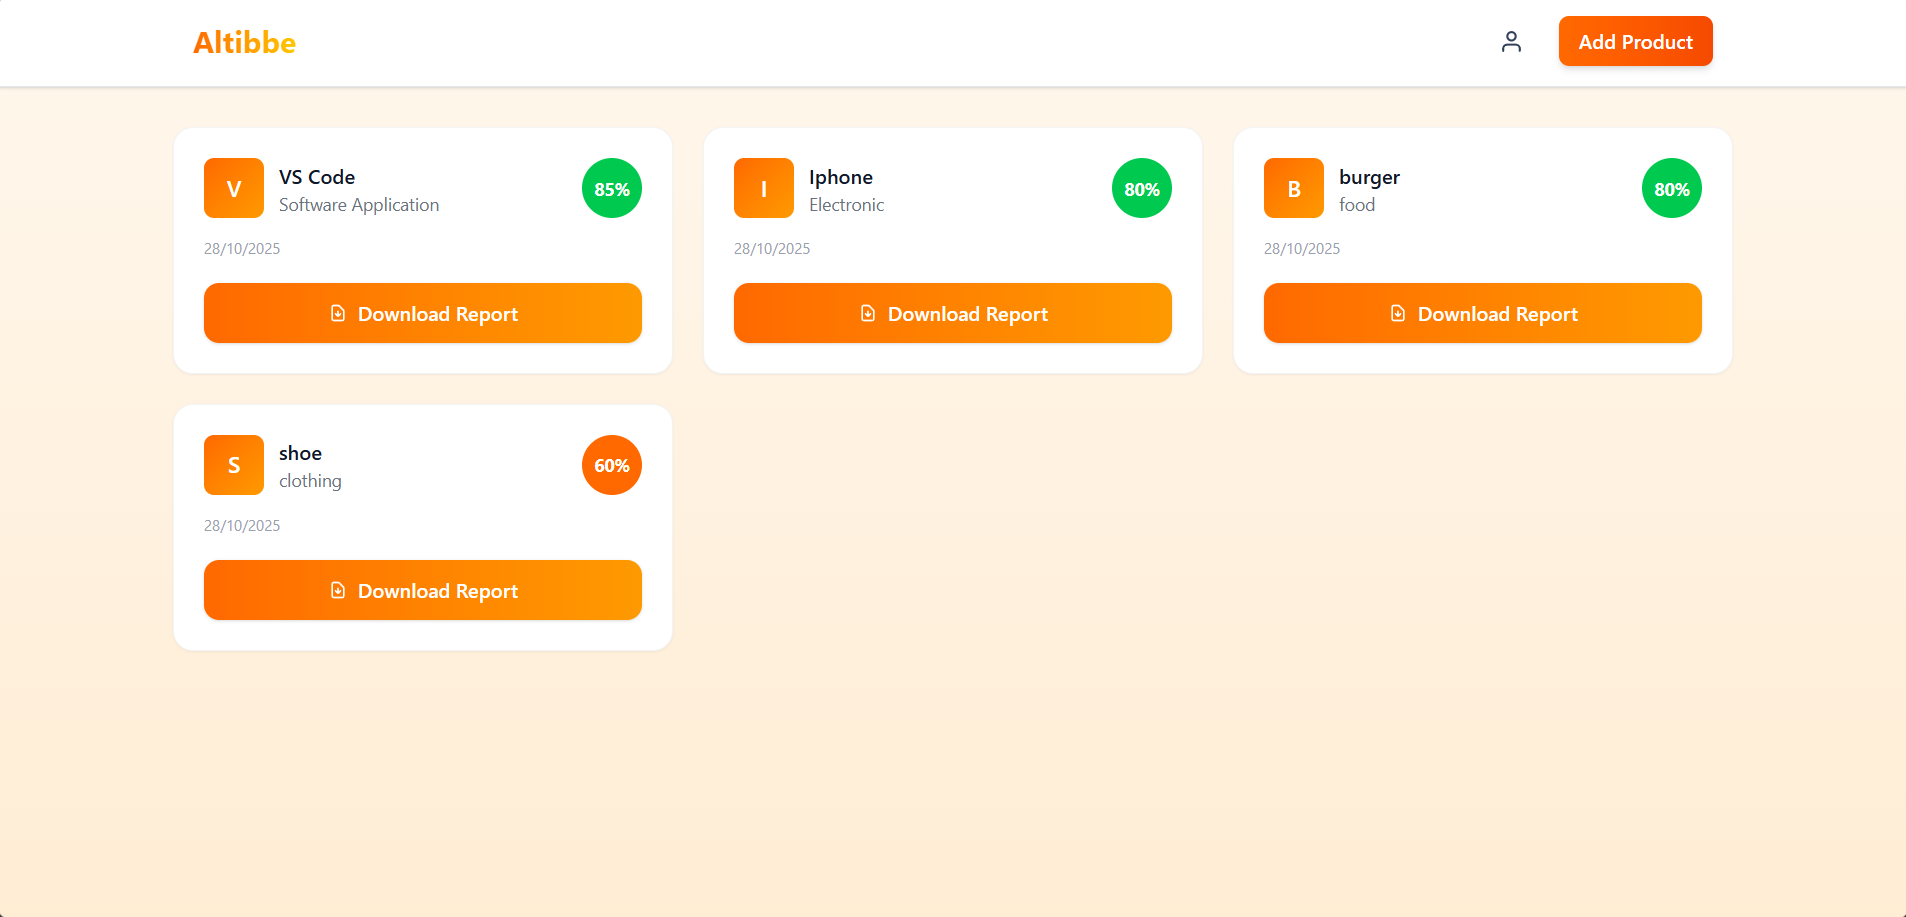 Altibbe
Add Product
V
VS Code
Software Application
85%
28/10/2025
Download Report
I
Iphone
Electronic
80%
28/10/2025
Download Report
B
burger
food
80%
28/10/2025
Download Report
S
shoe
clothing
60%
28/10/2025
Download Report